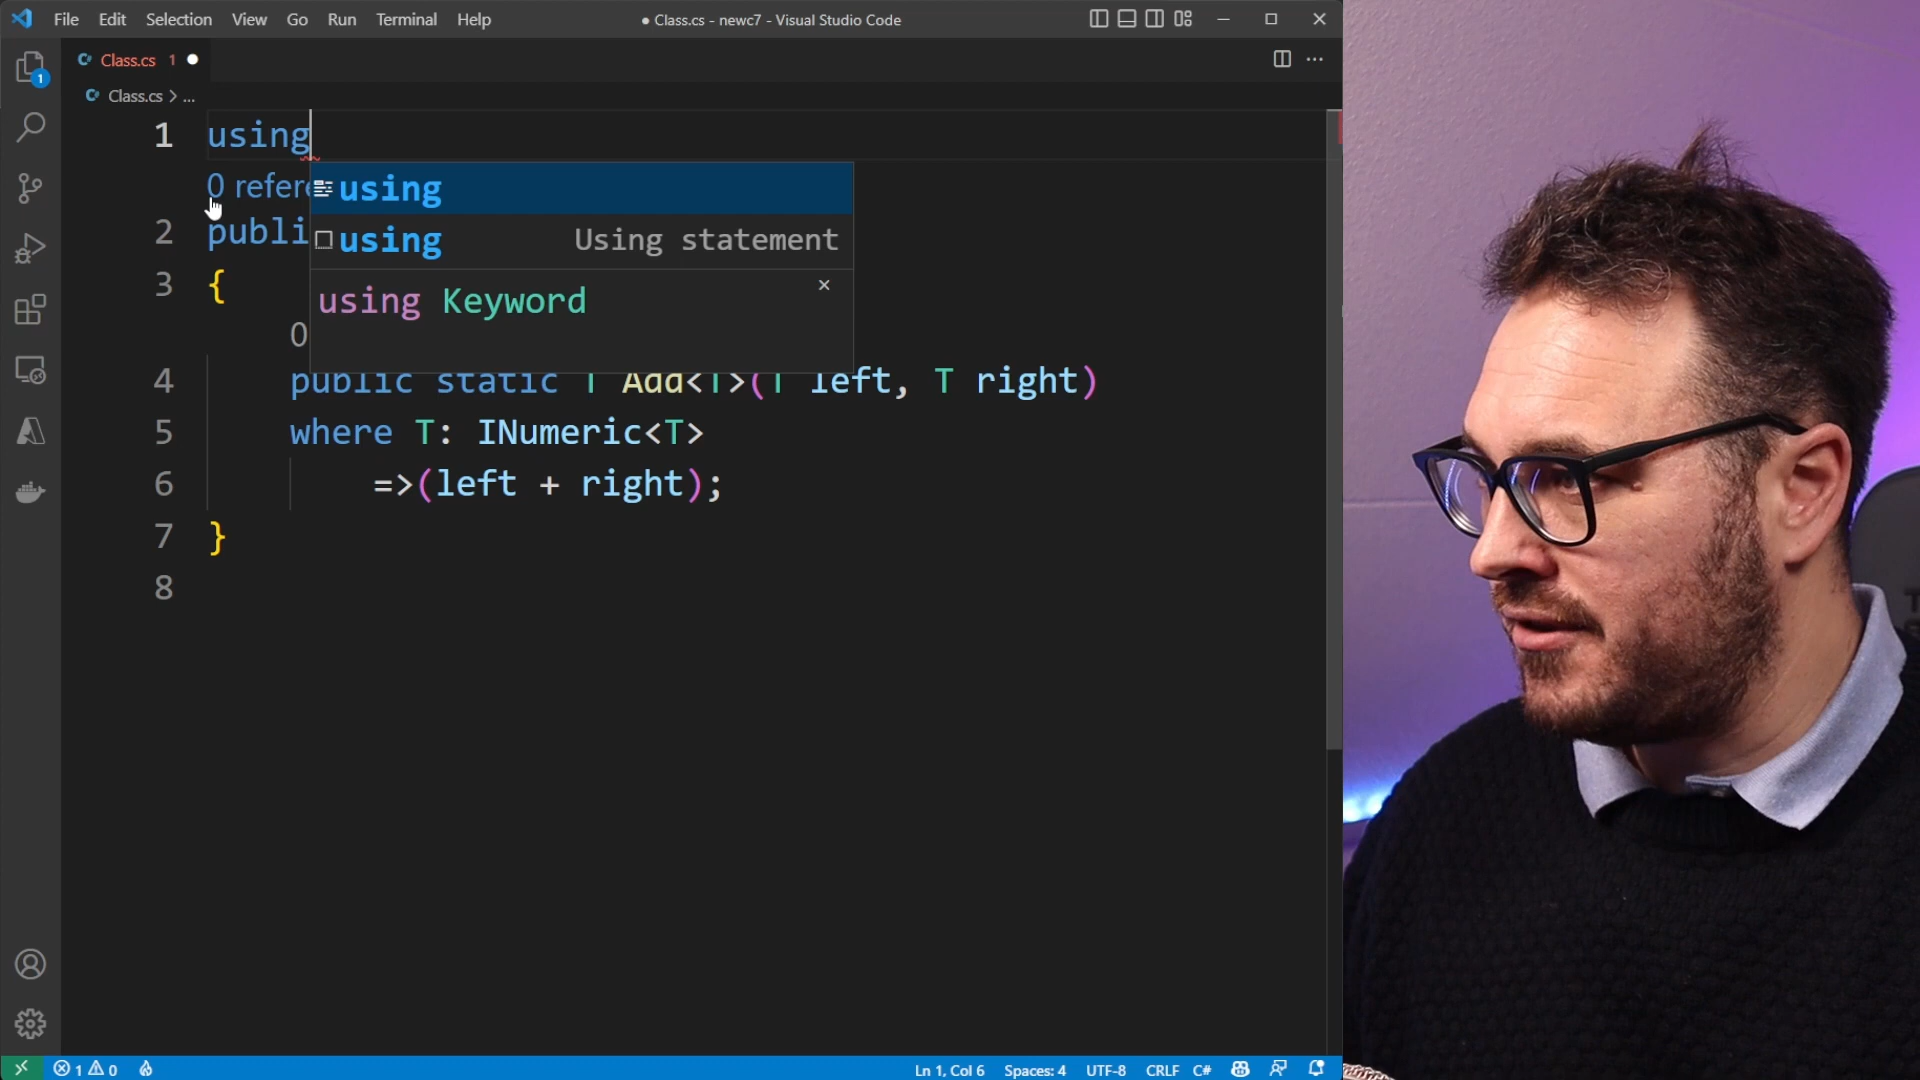 File Edit Selection View Go Run Terminal Help
● Class.cs - newc7 - Visual Studio Code
Class.cs 1
Class.cs > ...
1 using
using
using Using statement
using Keyword
0 refere
2 publi
3 {
0
4 public static T Add<T>(T left, T right)
5 where T: INumeric<T>
6 =>(left + right);
7 }
8
1
1 0
Ln 1, Col 6 Spaces: 4 UTF-8 CRLF C#